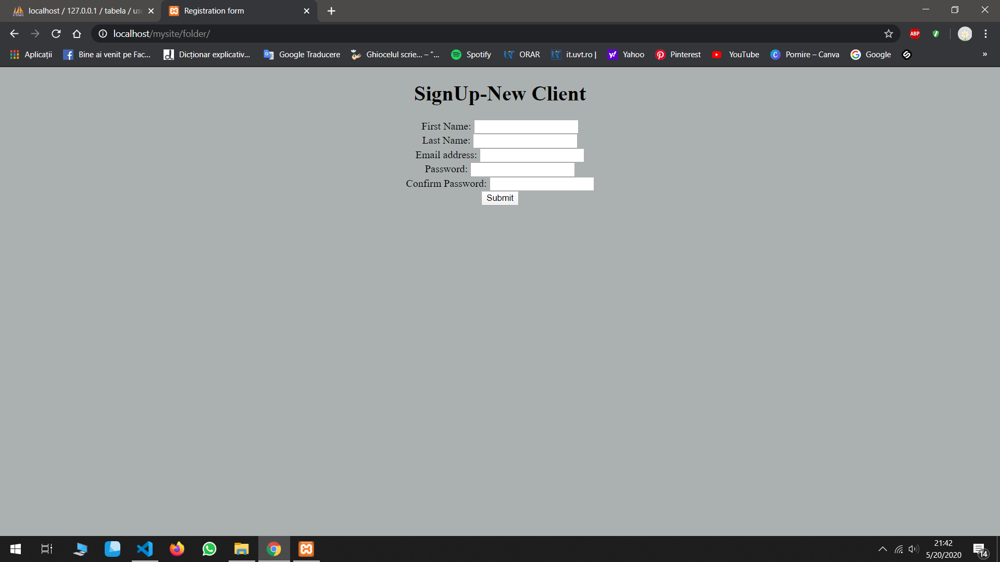 localhost / 127.0.0.1 / tabela / us
Registration form
localhost/mysite/folder/
ABP
Aplicații
Bine ai venit pe Fac...
Dicționar explicativ...
Google Traducere
Ghiocelul scrie... – "...
Spotify
ORAR
it.uvt.ro |
Yahoo
Pinterest
YouTube
Pornire – Canva
Google
»
SignUp-New Client
First Name:
Last Name:
Email address:
Password:
Confirm Password:
Submit
21:42
5/20/2020
14